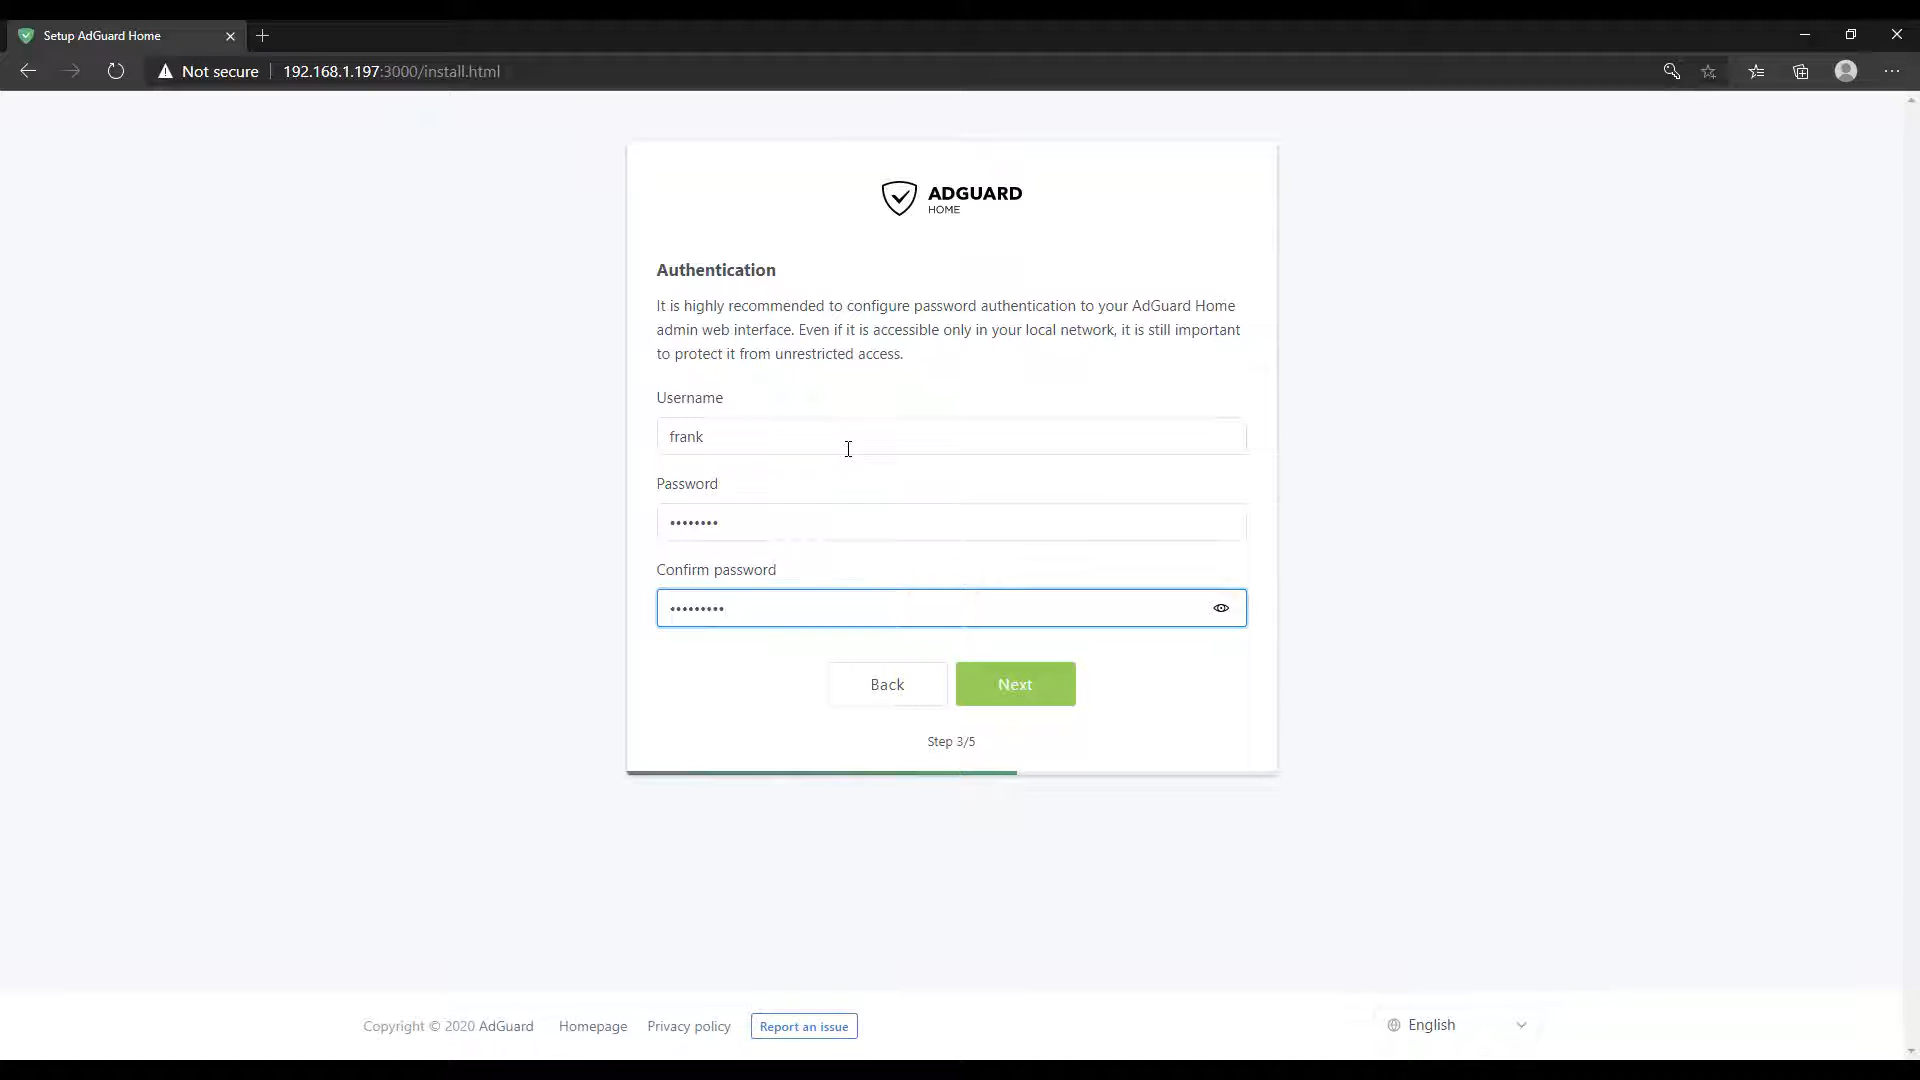 Setup AdGuard Home
Not secure
192.168.1.197:3000/install.html
ADGUARD
HOME
Authentication
It is highly recommended to configure password authentication to your AdGuard Home
admin web interface. Even if it is accessible only in your local network, it is still important
to protect it from unrestricted access.
Username
frank
Password
••••••••
Confirm password
•••••••••
Back
Next
Step 3/5
Copyright © 2020 AdGuard
Homepage
Privacy policy
Report an issue
English